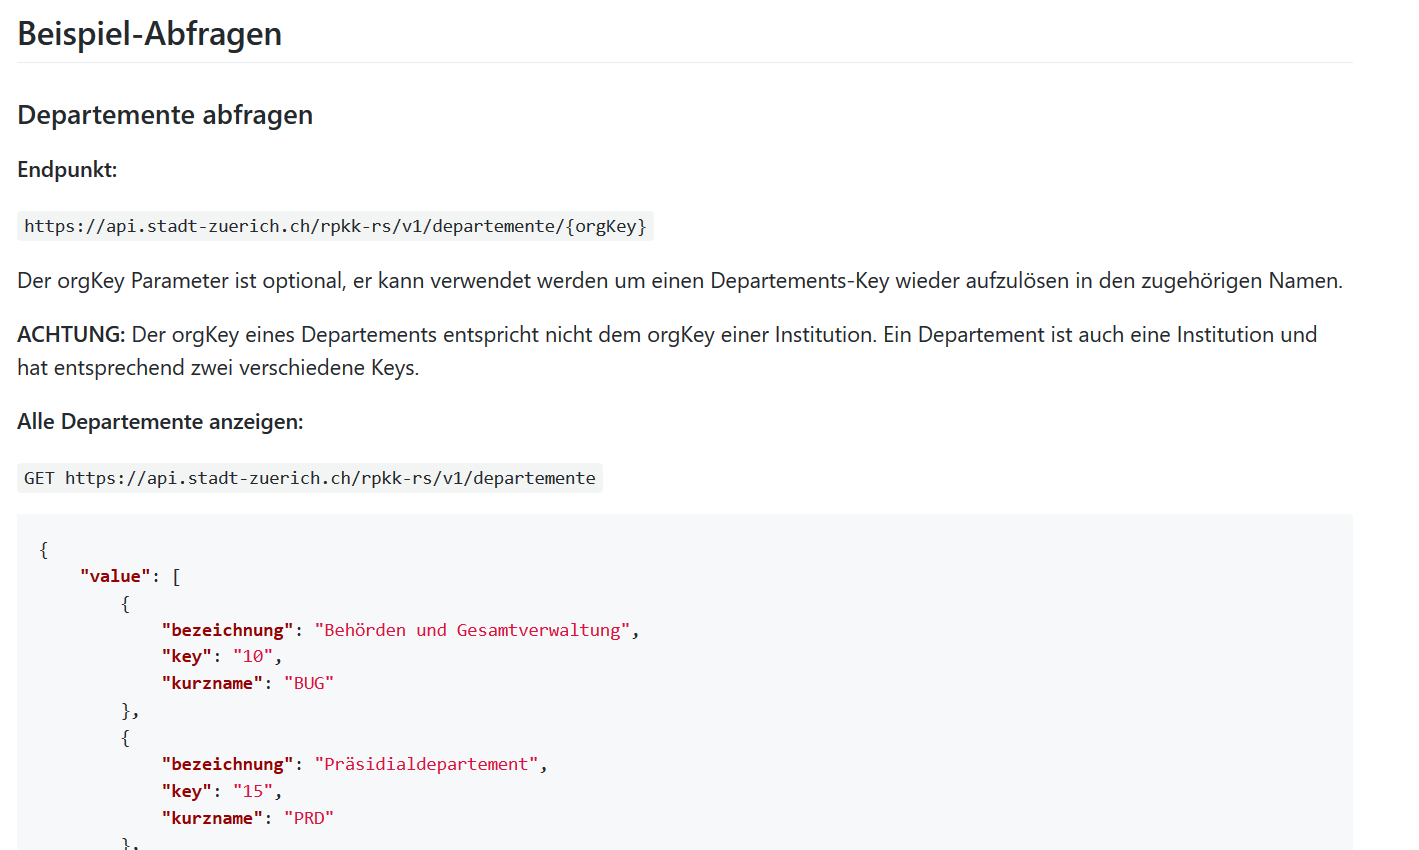 Beispiel-Abfragen
Departemente abfragen
Endpunkt:
https://api.stadt-zuerich.ch/rpkk-rs/v1/departemente/{orgKey}
Der orgKey Parameter ist optional, er kann verwendet werden um einen Departements-Key wieder aufzulösen in den zugehörigen Namen.
ACHTUNG: Der orgKey eines Departements entspricht nicht dem orgKey einer Institution. Ein Departement ist auch eine Institution und
hat entsprechend zwei verschiedene Keys.
Alle Departemente anzeigen:
GET https://api.stadt-zuerich.ch/rpkk-rs/v1/departemente
{
    "value": [
        {
            "bezeichnung": "Behörden und Gesamtverwaltung",
            "key": "10",
            "kurzname": "BUG"
        },
        {
            "bezeichnung": "Präsidialdepartement",
            "key": "15",
            "kurzname": "PRD"
        },